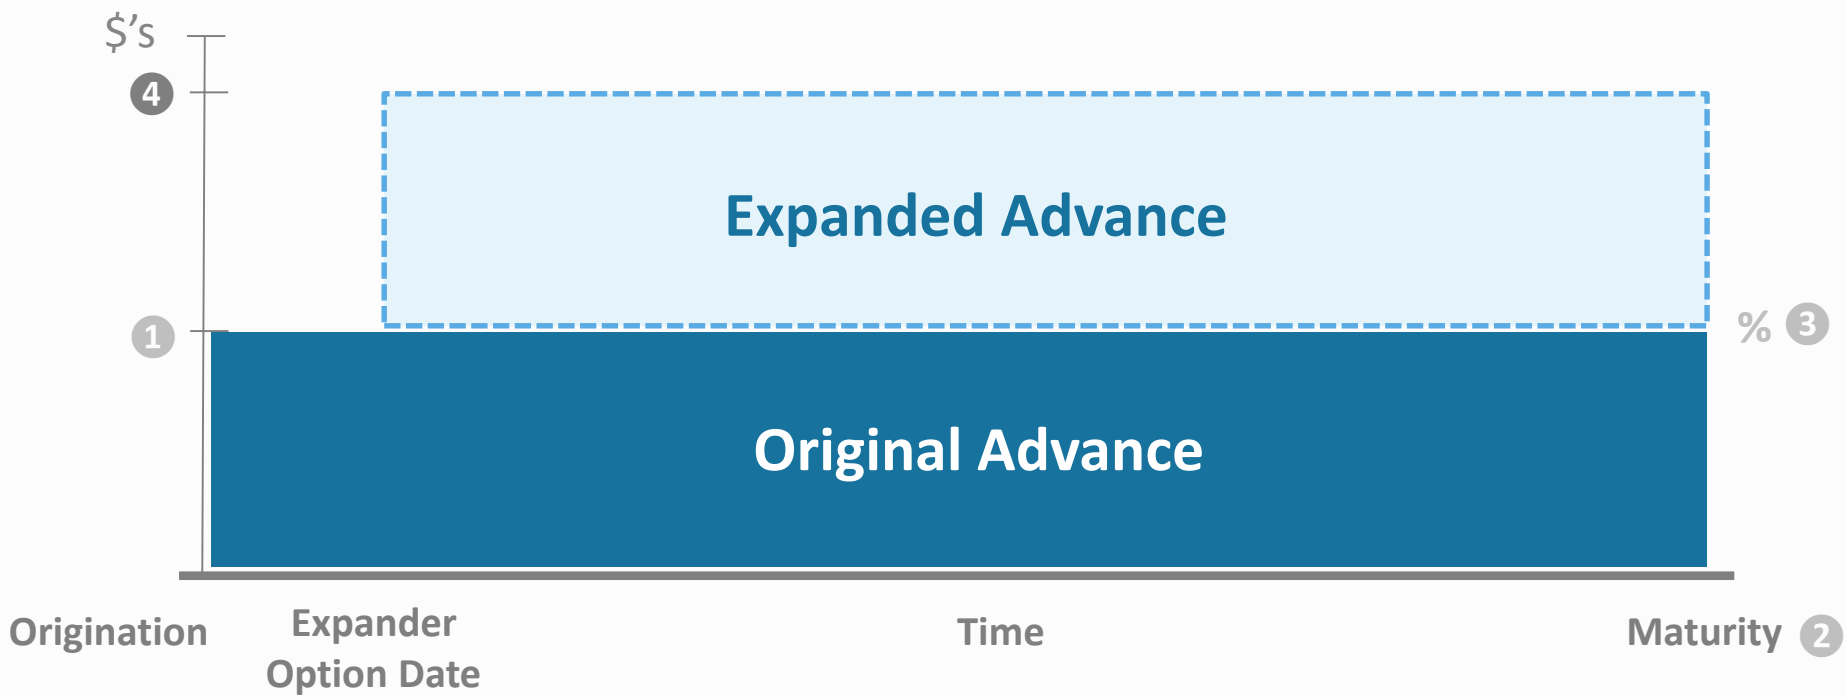 $'s
4
Expanded Advance
1
% 3
Original Advance
Origination
Expander
Option Date
Time
Maturity 2